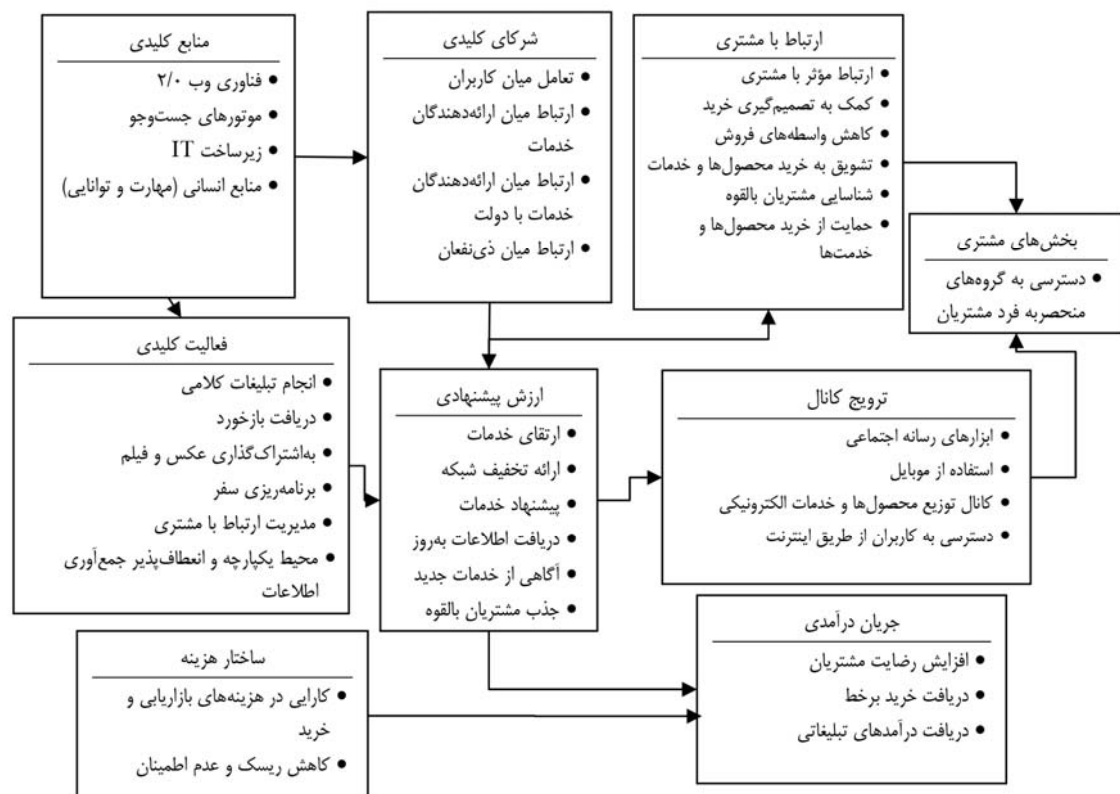 منابع کلیدی
فناوری وب ۲/۰
موتورهای جست‌وجو
زیرساخت IT
منابع انسانی (مهارت و توانایی)
شرکای کلیدی
تعامل میان کاربران
ارتباط میان ارائه‌دهندگان
خدمات
ارتباط میان ارائه‌دهندگان
خدمات با دولت
ارتباط میان ذی‌نفعان
ارتباط با مشتری
ارتباط مؤثر با مشتری
کمک به تصمیم‌گیری خرید
کاهش واسطه‌های فروش
تشویق به خرید محصول‌ها و خدمات
شناسایی مشتریان بالقوه
حمایت از خرید محصول‌ها و
خدمت‌ها
بخش‌های مشتری
دسترسی به گروه‌های
منحصربه فرد مشتریان
فعالیت کلیدی
انجام تبلیغات کلامی
دریافت بازخورد
به‌اشتراک‌گذاری عکس و فیلم
برنامه‌ریزی سفر
مدیریت ارتباط با مشتری
محیط یکپارچه و انعطاف‌پذیر جمع‌آوری
اطلاعات
ارزش پیشنهادی
ارتقای خدمات
ارائه تخفیف شبکه
پیشنهاد خدمات
دریافت اطلاعات به‌روز
آگاهی از خدمات جدید
جذب مشتریان بالقوه
ترویج کانال
ابزارهای رسانه اجتماعی
استفاده از موبایل
کانال توزیع محصول‌ها و خدمات الکترونیکی
دسترسی به کاربران از طریق اینترنت
جریان درآمدی
افزایش رضایت مشتریان
دریافت خرید برخط
دریافت درآمدهای تبلیغاتی
ساختار هزینه
کارایی در هزینه‌های بازاریابی و
خرید
کاهش ریسک و عدم اطمینان